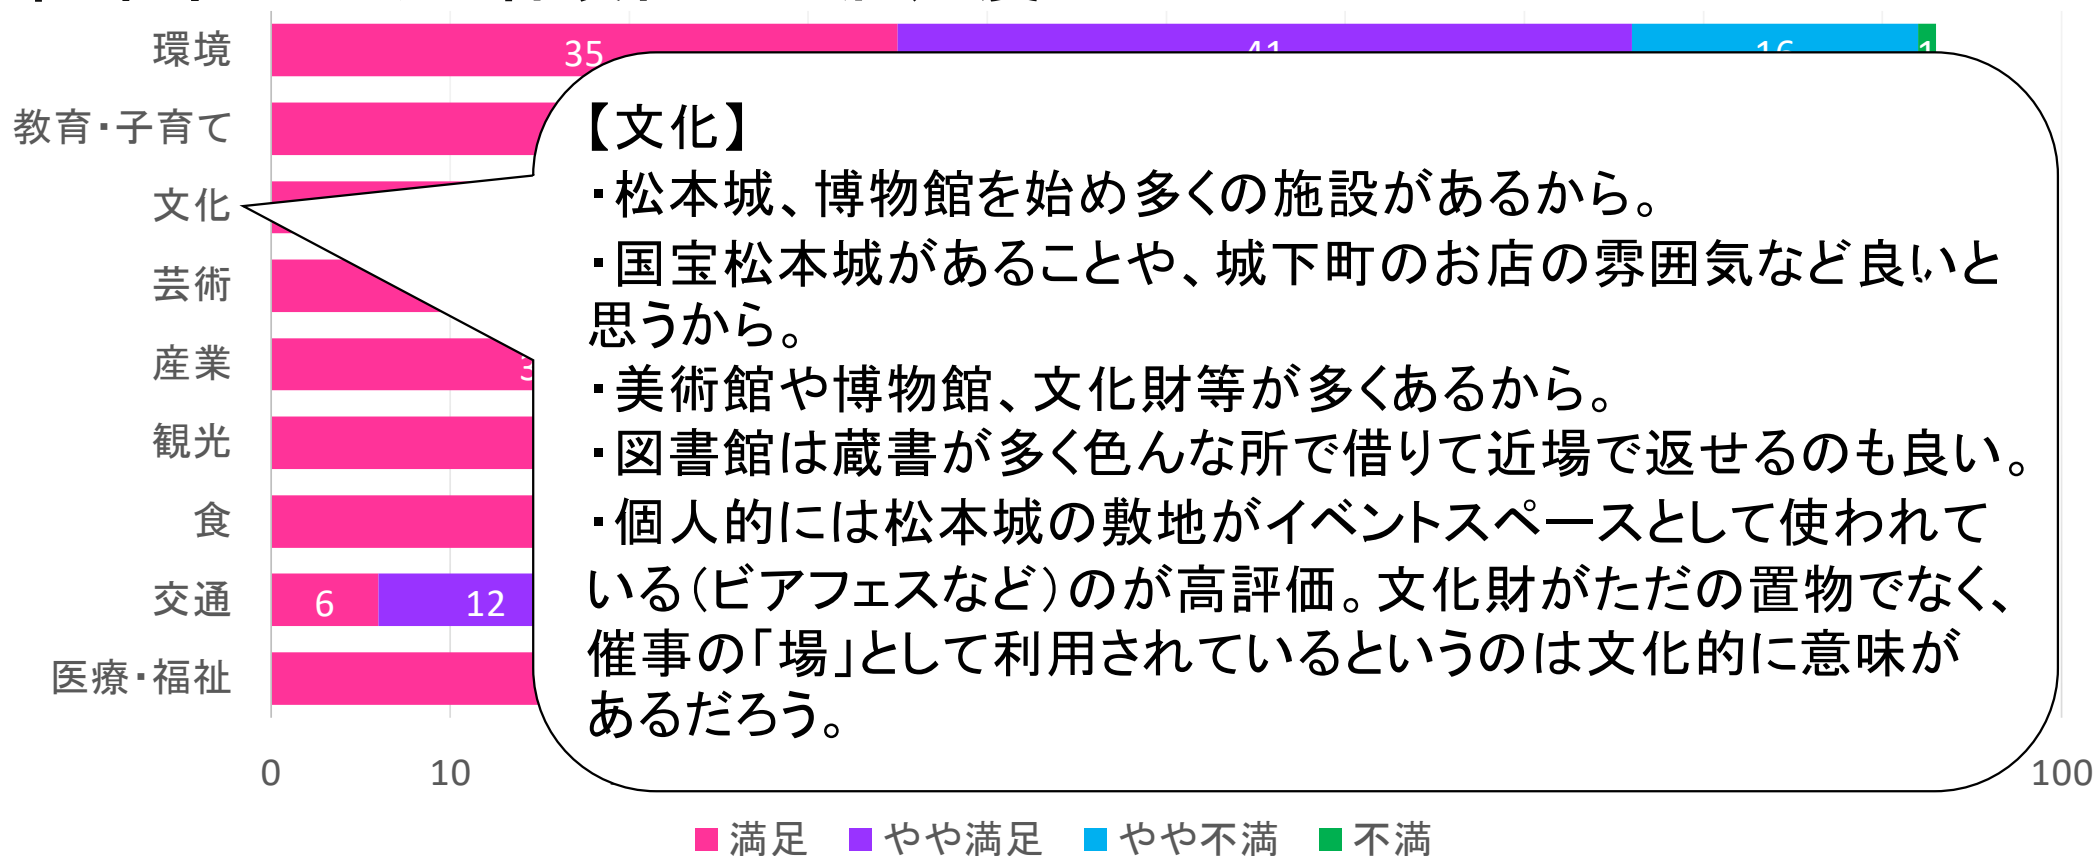 環境 35 41 16 1
教育・子育て
文化
芸術
産業
観光
食
交通 6 12
医療・福祉
【文化】
・松本城、博物館を始め多くの施設があるから。
・国宝松本城があることや、城下町のお店の雰囲気など良いと
思うから。
・美術館や博物館、文化財等が多くあるから。
・図書館は蔵書が多く色んな所で借りて近場で返せるのも良い。
・個人的には松本城の敷地がイベントスペースとして使われて
いる(ビアフェスなど)のが高評価。文化財がただの置物でなく、
催事の「場」として利用されているというのは文化的に意味が
あるだろう。
0 10 100
満足 やや満足 やや不満 不満